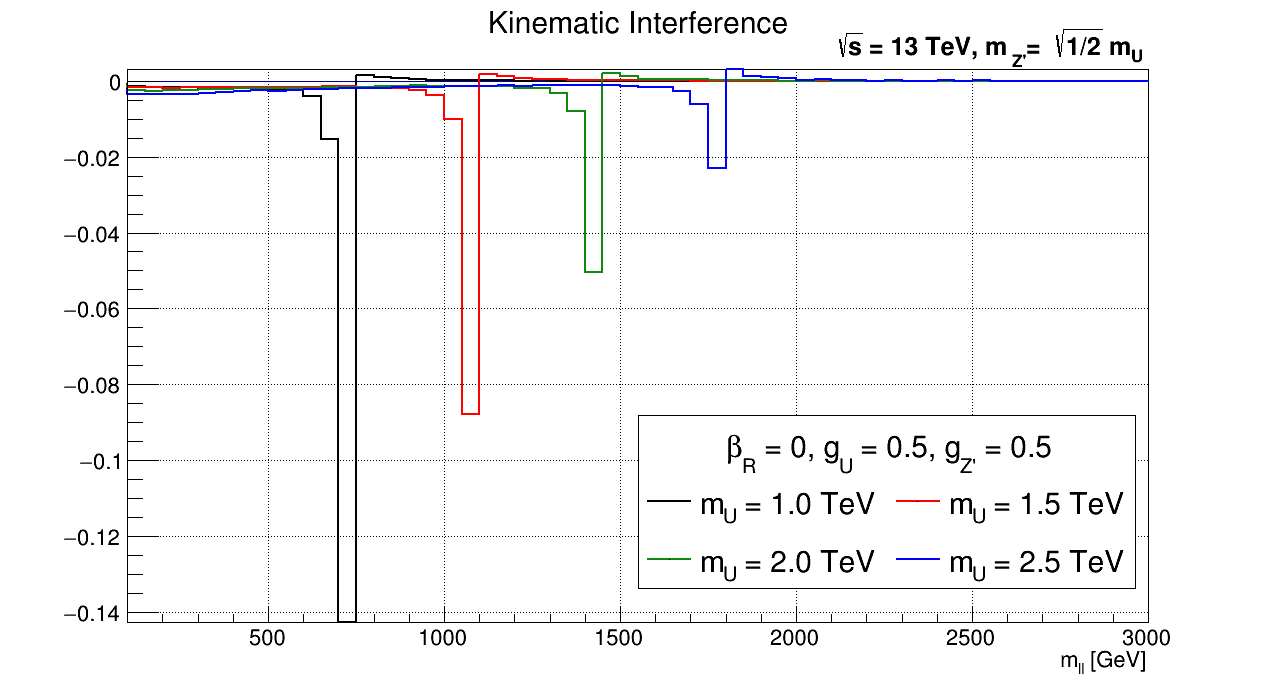 Kinematic Interference
√s = 13 TeV, m_Z' = √1/2 m_U
0
−0.02
−0.04
−0.06
−0.08
−0.1
−0.12
−0.14
β_R = 0, g_U = 0.5, g_Z' = 0.5
m_U = 1.0 TeV m_U = 1.5 TeV
m_U = 2.0 TeV m_U = 2.5 TeV
500 1000 1500 2000 2500 3000
m_ll [GeV]